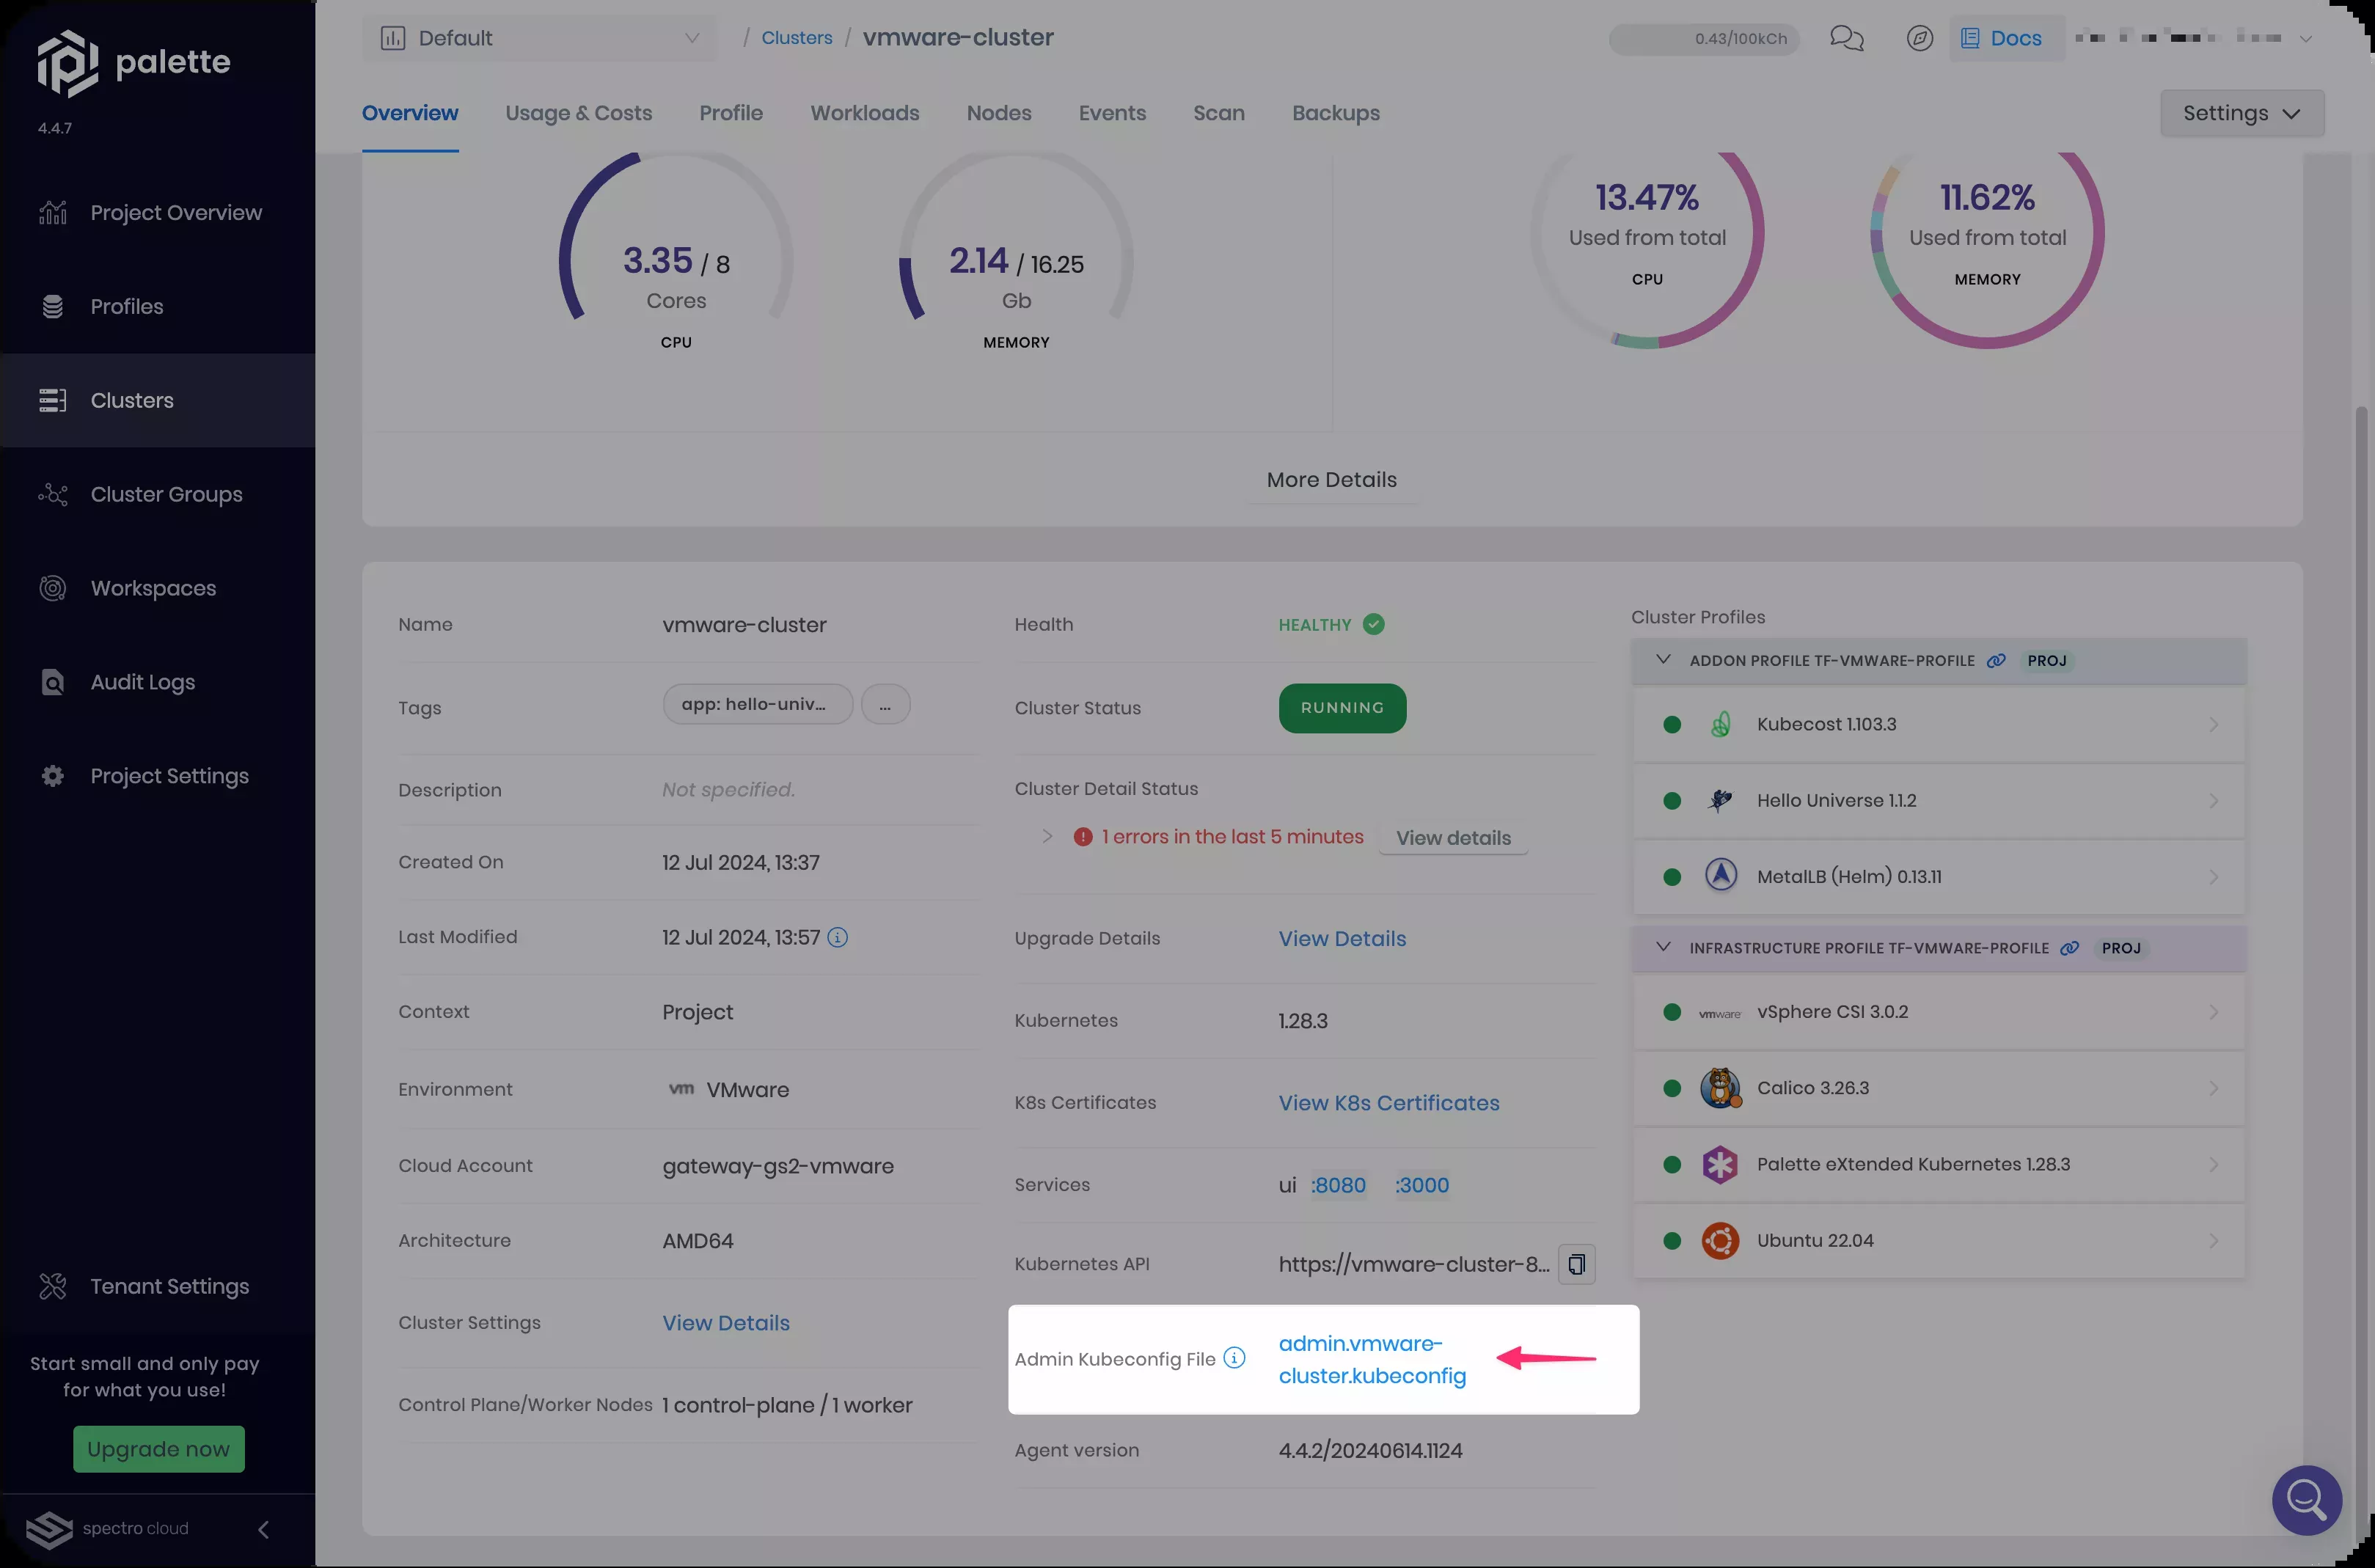 palette
4.4.7
Project Overview
Profiles
Clusters
Cluster Groups
Workspaces
Audit Logs
Project Settings
Tenant Settings
Start small and only pay
for what you use!
Upgrade now
spectro cloud
Default
/ Clusters / vmware-cluster
0.43/100kCh
Docs
Overview Usage & Costs Profile Workloads Nodes Events Scan Backups
Settings
3.35 / 8
Cores
CPU
2.14 / 16.25
Gb
MEMORY
13.47%
Used from total
CPU
11.62%
Used from total
MEMORY
More Details
Name vmware-cluster
Tags app: hello-univ... ...
Description Not specified.
Created On 12 Jul 2024, 13:37
Last Modified 12 Jul 2024, 13:57
Context Project
Environment vm VMware
Cloud Account gateway-gs2-vmware
Architecture AMD64
Cluster Settings View Details
Control Plane/Worker Nodes 1 control-plane / 1 worker
Health HEALTHY
Cluster Status RUNNING
Cluster Detail Status
1 errors in the last 5 minutes View details
Upgrade Details View Details
Kubernetes 1.28.3
K8s Certificates View K8s Certificates
Services ui :8080 :3000
Kubernetes API https://vmware-cluster-8...
Admin Kubeconfig File admin.vmware-
cluster.kubeconfig
Agent version 4.4.2/20240614.1124
Cluster Profiles
ADDON PROFILE TF-VMWARE-PROFILE PROJ
Kubecost 1.103.3
Hello Universe 1.1.2
MetalLB (Helm) 0.13.11
INFRASTRUCTURE PROFILE TF-VMWARE-PROFILE PROJ
vmware vSphere CSI 3.0.2
Calico 3.26.3
Palette eXtended Kubernetes 1.28.3
Ubuntu 22.04